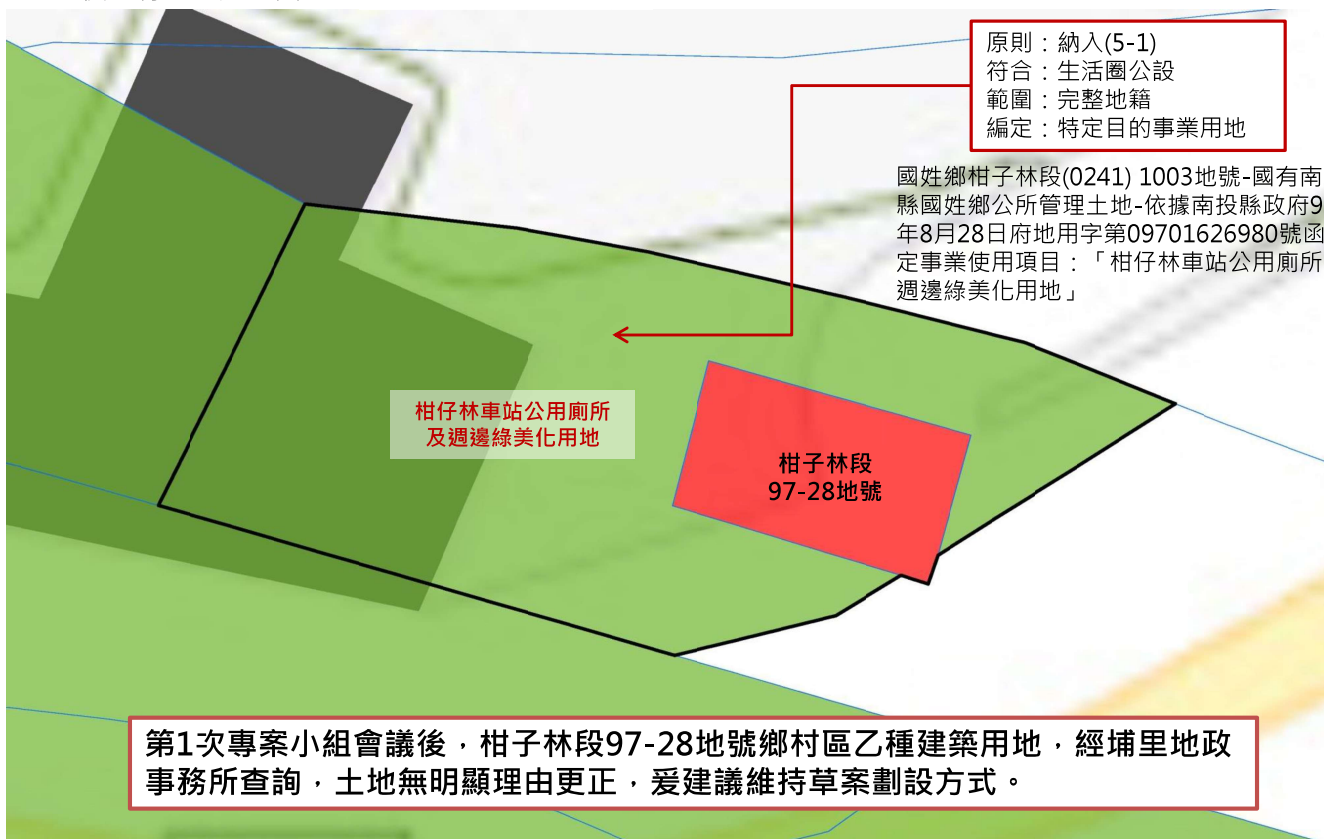 原則：納入(5-1)
符合：生活圈公設
範圍：完整地籍
編定：特定目的事業用地
國姓鄉柑子林段(0241) 1003地號-國有南
縣國姓鄉公所管理土地-依據南投縣政府9
年8月28日府地用字第09701626980號函
定事業使用項目：「柑仔林車站公用廁所
週邊綠美化用地」
柑仔林車站公用廁所
及週邊綠美化用地
柑子林段
97-28地號
第1次專案小組會議後，柑子林段97-28地號鄉村區乙種建築用地，經埔里地政
事務所查詢，土地無明顯理由更正，爰建議維持草案劃設方式。